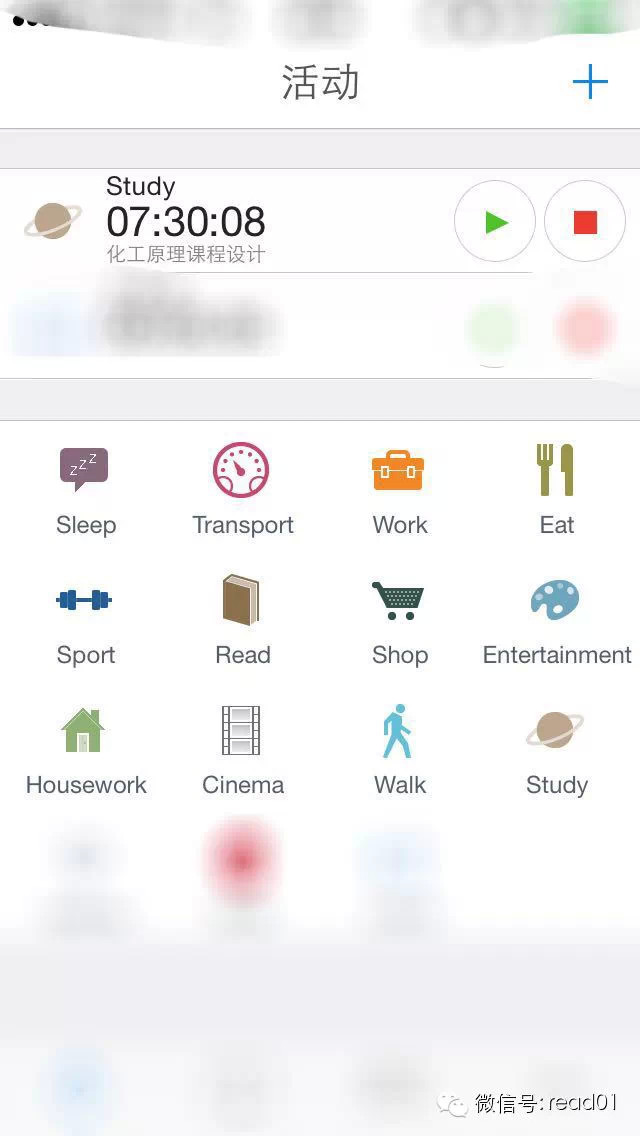 活动
Study
07:30:08
化工原理课程设计
zzz
Sleep
Transport
Work
Eat
Sport
Read
Shop
Entertainment
Housework
Cinema
Walk
Study
微信号: read01